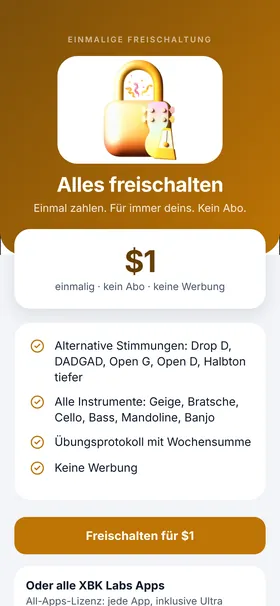 EINMALIGE FREISCHALTUNG
Alles freischalten
Einmal zahlen. Für immer deins. Kein Abo.
$1
einmalig · kein Abo · keine Werbung
Alternative Stimmungen: Drop D,
DADGAD, Open G, Open D, Halbton
tiefer
Alle Instrumente: Geige, Bratsche,
Cello, Bass, Mandoline, Banjo
Übungsprotokoll mit Wochensumme
Keine Werbung
Freischalten für $1
Oder alle XBK Labs Apps
All-Apps-Lizenz: jede App, inklusive Ultra